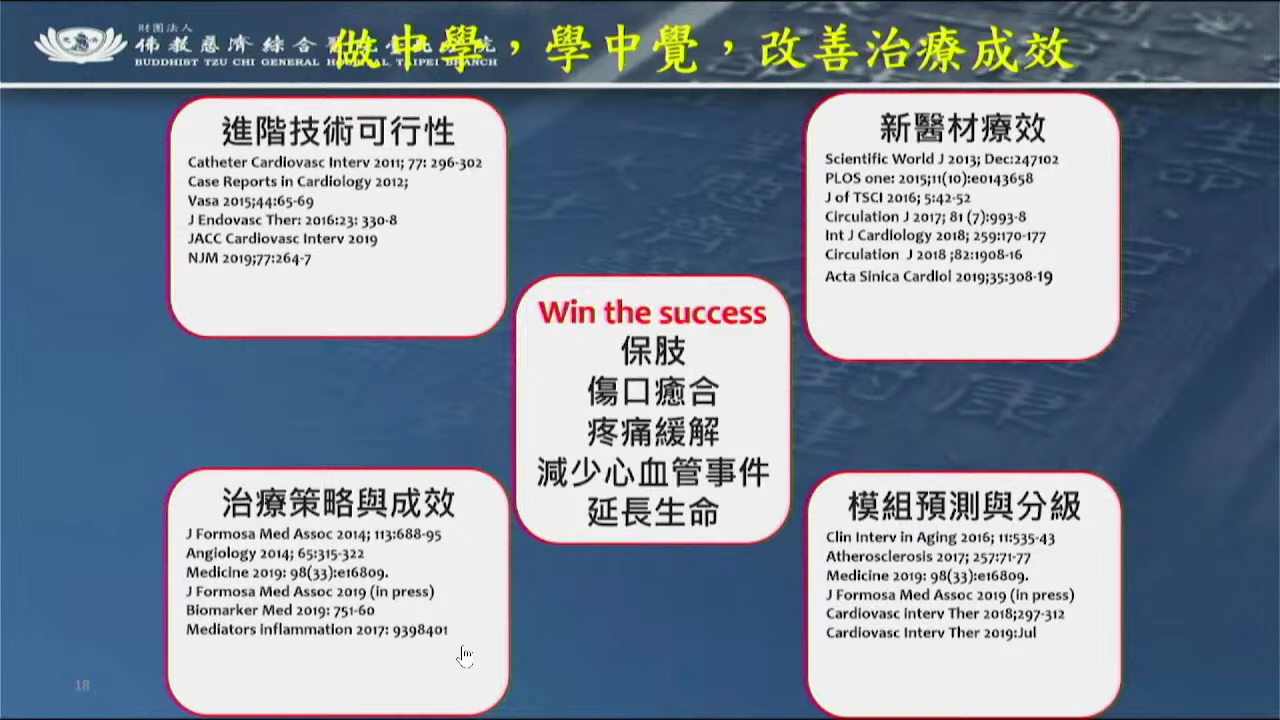 財團法人
佛教慈濟綜合醫院台北分院
BUDDHIST TZU CHI GENERAL HOSPITAL, TAIPEI BRANCH
做中學，學中覺，改善治療成效
進階技術可行性
Catheter Cardiovasc Interv 2011; 77: 296-302
Case Reports in Cardiology 2012;
Vasa 2015;44:65-69
J Endovasc Ther: 2016:23: 330-8
JACC Cardiovasc Interv 2019
NJM 2019;77:264-7
新醫材療效
Scientific World J 2013; Dec:247102
PLOS one: 2015;11(10):e0143658
J of TSCI 2016; 5:42-52
Circulation J 2017; 81 (7):993-8
Int J Cardiology 2018; 259:170-177
Circulation J 2018 ;82:1908-16
Acta Sinica Cardiol 2019;35:308-19
Win the success
保肢
傷口癒合
疼痛緩解
減少心血管事件
延長生命
治療策略與成效
J Formosa Med Assoc 2014; 113:688-95
Angiology 2014; 65:315-322
Medicine 2019: 98(33):e16809.
J Formosa Med Assoc 2019 (in press)
Biomarker Med 2019: 751-60
Mediators inflammation 2017: 9398401
模組預測與分級
Clin Interv in Aging 2016; 11:535-43
Atherosclerosis 2017; 257:71-77
Medicine 2019: 98(33):e16809.
J Formosa Med Assoc 2019 (in press)
Cardiovasc interv Ther 2018;297-312
Cardiovasc Interv Ther 2019:Jul
18